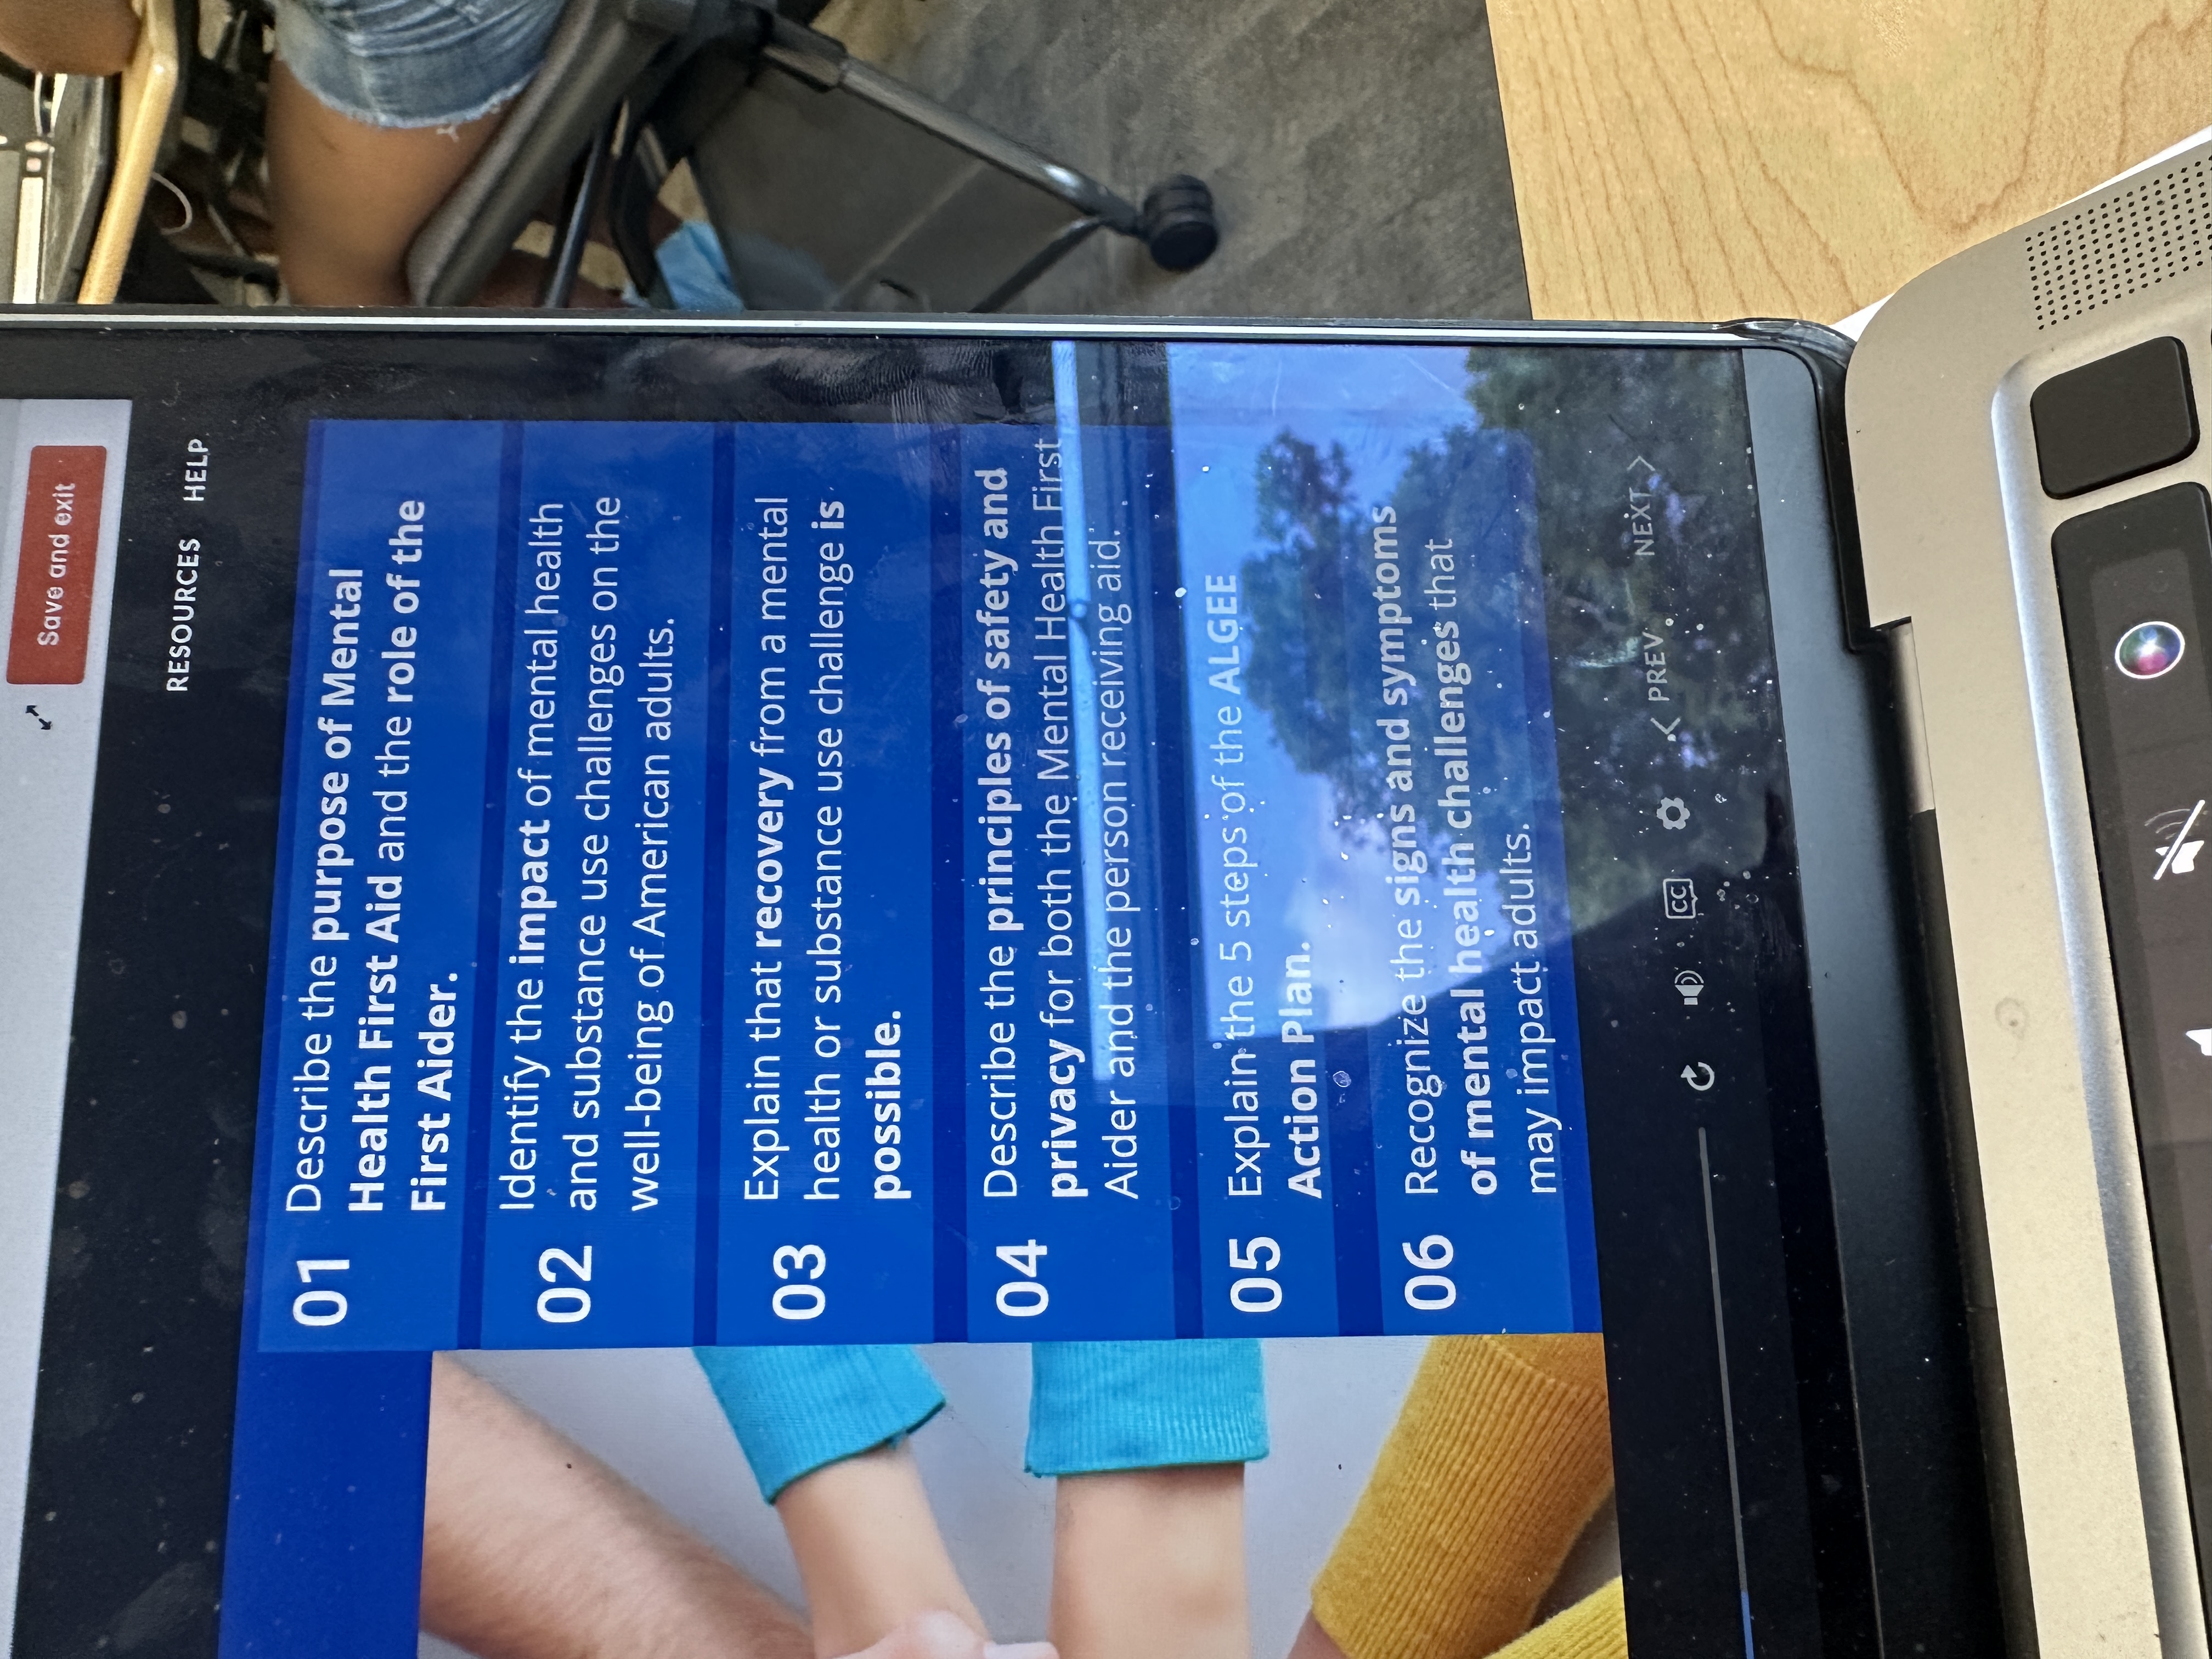 Save and exit
RESOURCES HELP
01 Describe the purpose of Mental
Health First Aid and the role of the
First Aider.
02 Identify the impact of mental health
and substance use challenges on the
well-being of American adults.
03 Explain that recovery from a mental
health or substance use challenge is
possible.
04 Describe the principles of safety and
privacy for both the Mental Health First
Aider and the person receiving aid.
05 Explain the 5 steps of the ALGEE
Action Plan.
06 Recognize the signs and symptoms
of mental health challenges that
may impact adults.
CC PREV NEXT